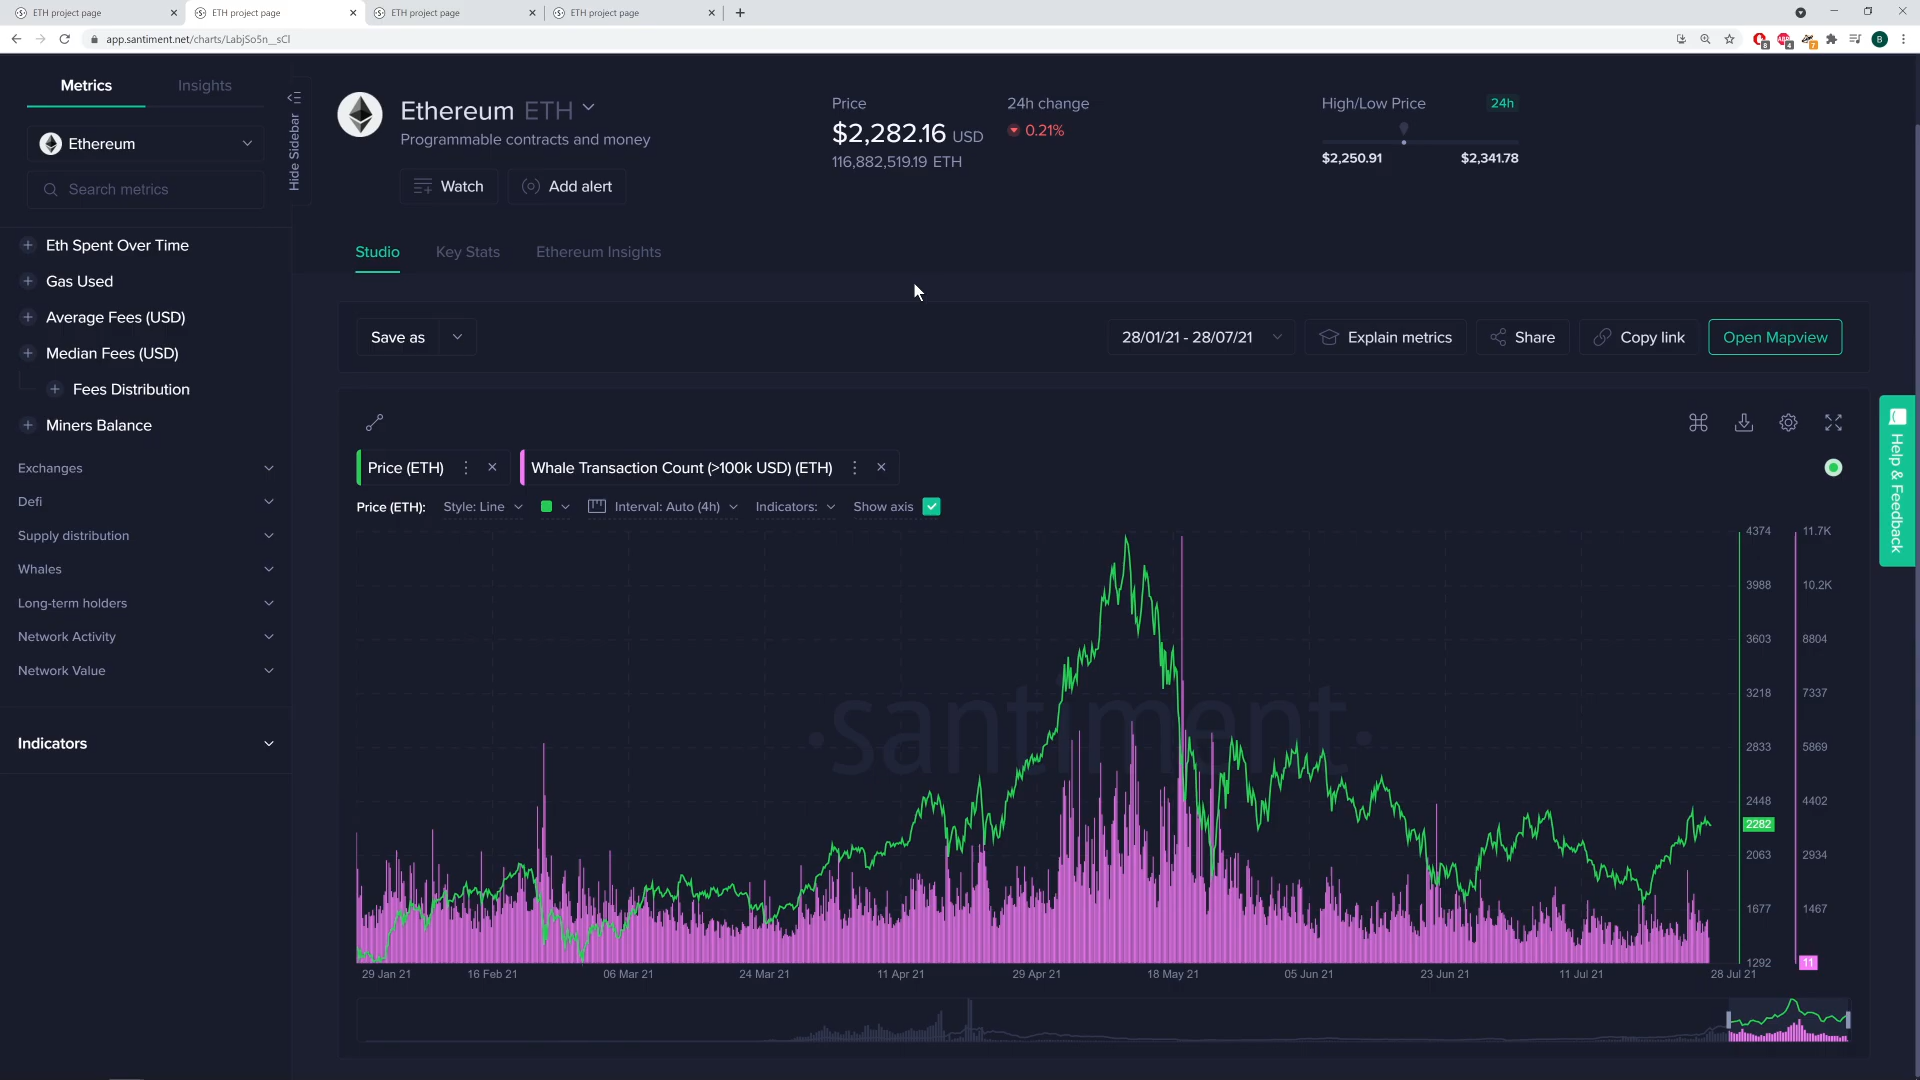 ETH project page
ETH project page
ETH project page
ETH project page
app.santiment.net/charts/LabjSo5n__sCl
8
4
7
B
Metrics
Insights
Ethereum
Search metrics
Hide Sidebar
Eth Spent Over Time
Gas Used
Average Fees (USD)
Median Fees (USD)
Fees Distribution
Miners Balance
Exchanges
Defi
Supply distribution
Whales
Long-term holders
Network Activity
Network Value
Indicators
Ethereum ETH
Programmable contracts and money
Watch
Add alert
Price
$2,282.16 USD
116,882,519.19 ETH
24h change
0.21%
High/Low Price
24h
$2,250.91
$2,341.78
Studio
Key Stats
Ethereum Insights
Save as
28/01/21 - 28/07/21
Explain metrics
Share
Copy link
Open Mapview
Price (ETH)
Whale Transaction Count (>100k USD) (ETH)
Price (ETH):
Style: Line
Interval: Auto (4h)
Indicators:
Show axis
·santiment·
4374
3988
3603
3218
2833
2448
2282
2063
1677
1292
11.7K
10.2K
8804
7337
5869
4402
2934
1467
11
29 Jan 21
16 Feb 21
06 Mar 21
24 Mar 21
11 Apr 21
29 Apr 21
18 May 21
05 Jun 21
23 Jun 21
11 Jul 21
28 Jul 21
Help & Feedback